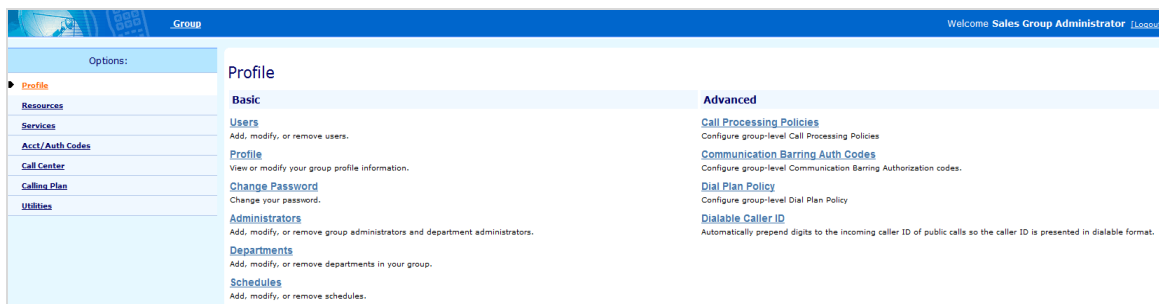 Group
Welcome Sales Group Administrator [Logout
Options:
Profile
Resources
Services
Acct/Auth Codes
Call Center
Calling Plan
Utilities
Profile
Basic
Users
Add, modify, or remove users.
Profile
View or modify your group profile information.
Change Password
Change your password.
Administrators
Add, modify, or remove group administrators and department administrators.
Departments
Add, modify, or remove departments in your group.
Schedules
Add, modify, or remove schedules.
Advanced
Call Processing Policies
Configure group-level Call Processing Policies
Communication Barring Auth Codes
Configure group-level Communication Barring Authorization codes.
Dial Plan Policy
Configure group-level Dial Plan Policy
Dialable Caller ID
Automatically prepend digits to the incoming caller ID of public calls so the caller ID is presented in dialable format.